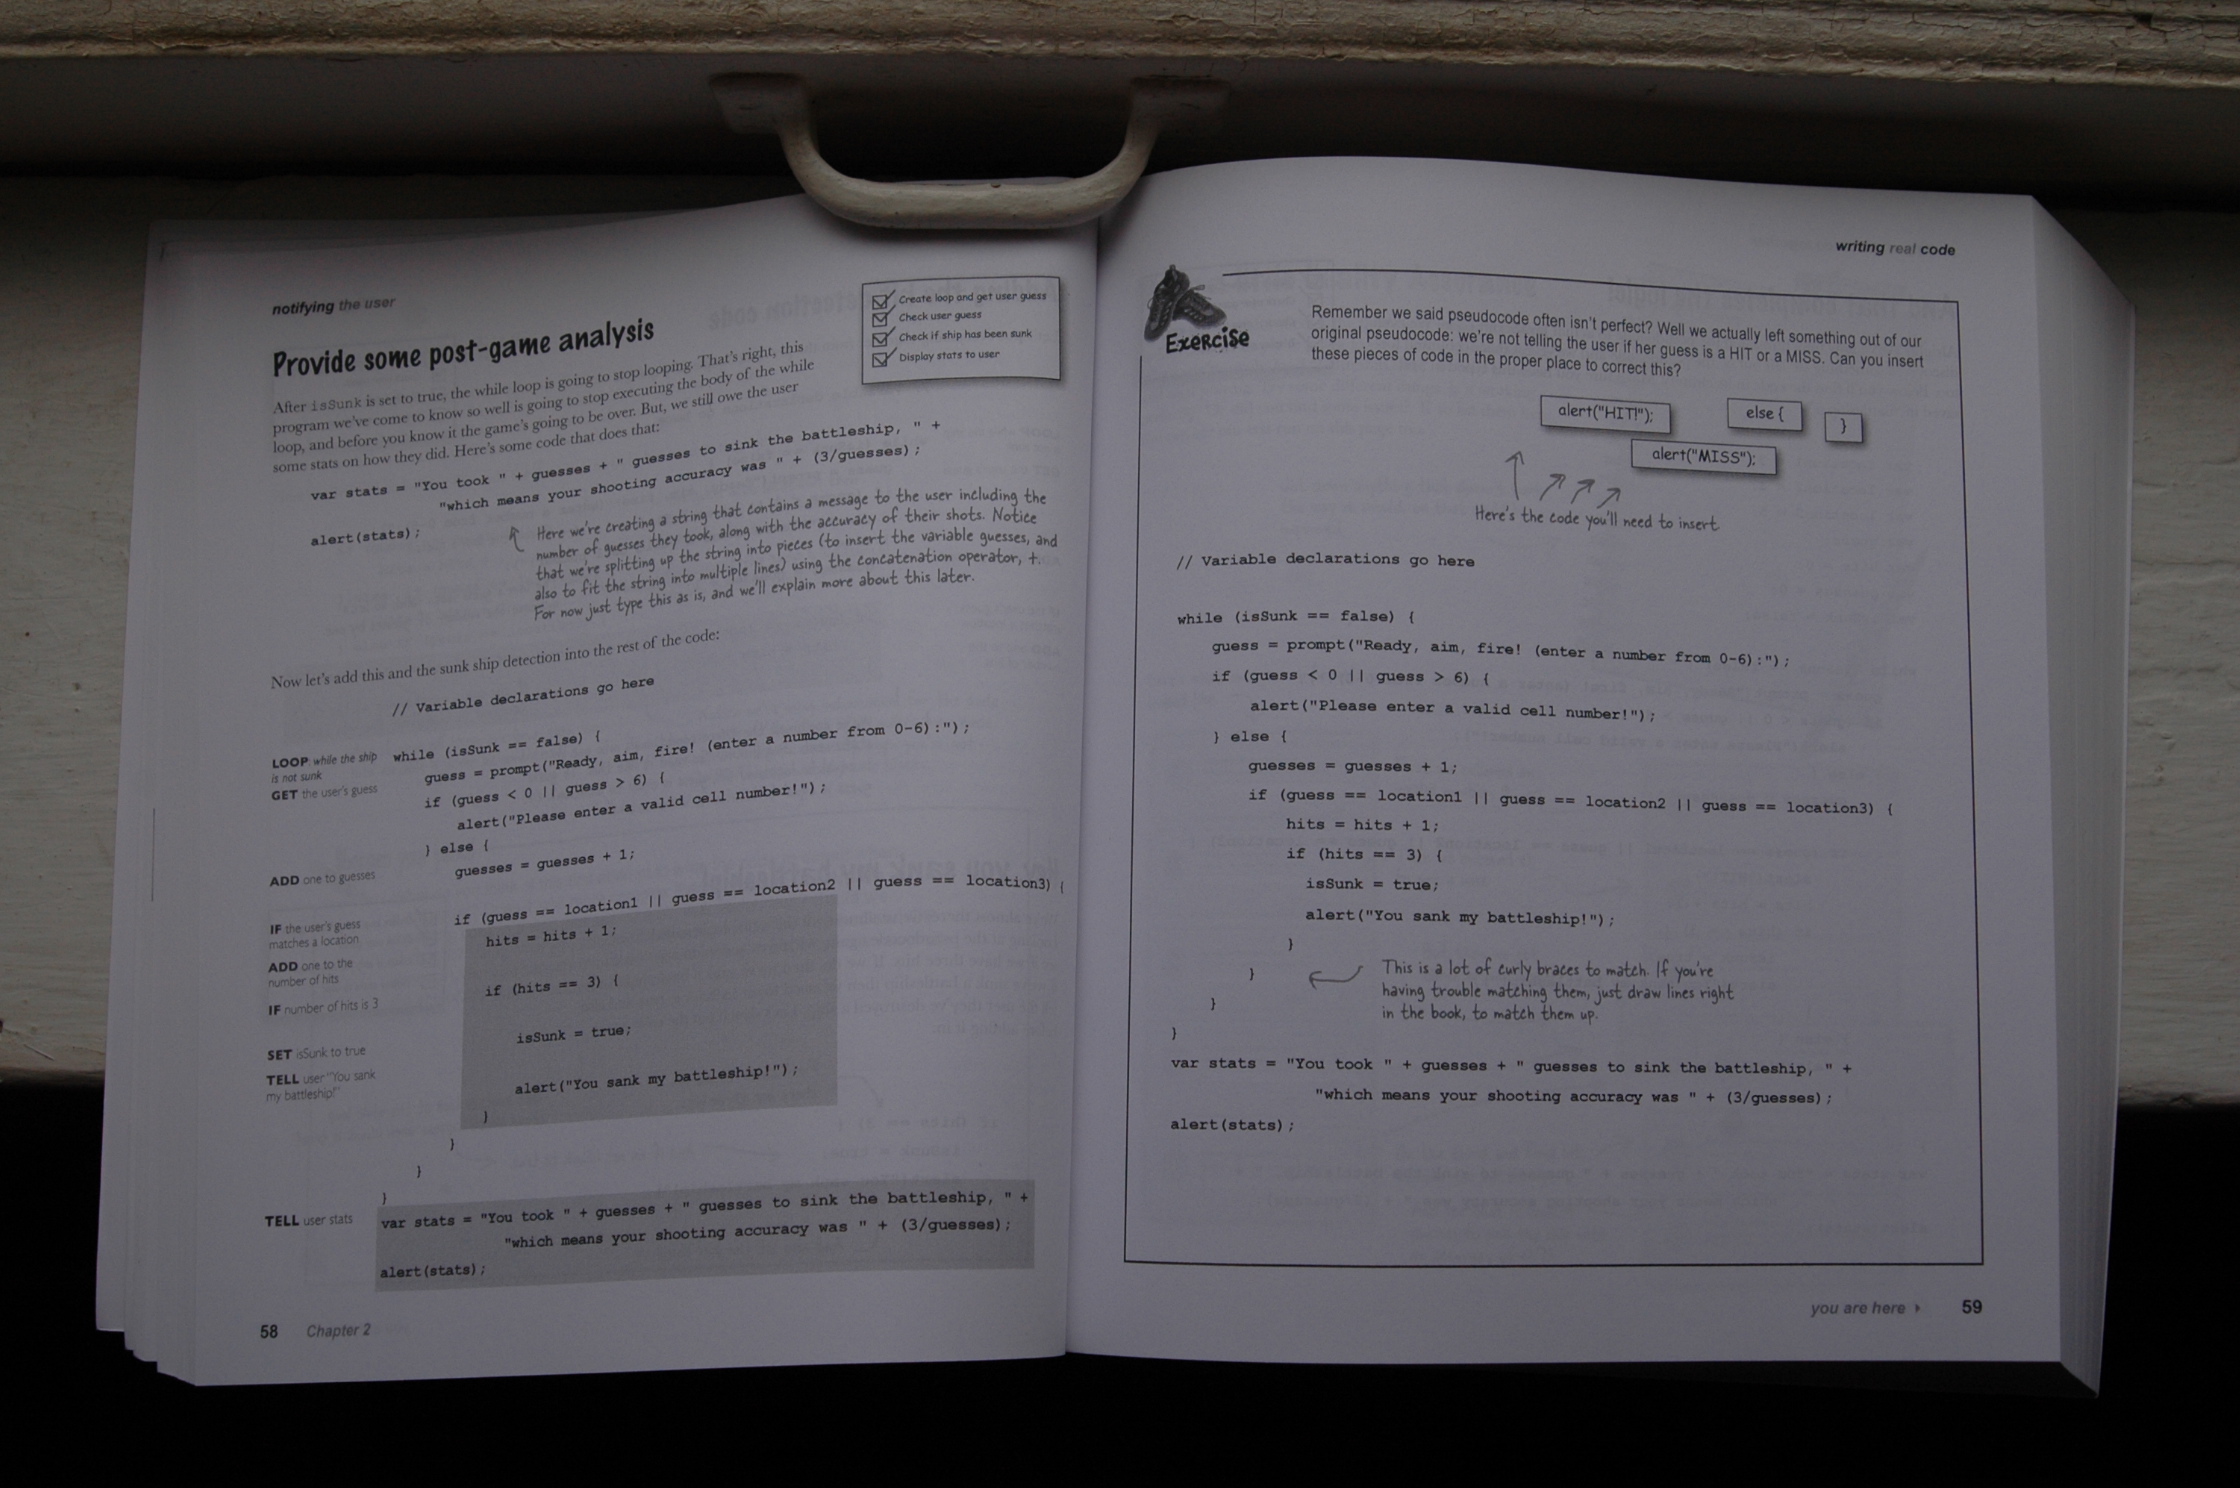 notifying the user
Provide some post-game analysis
After isSunk is set to true, the while loop is going to stop looping. That's right, this
program we've come to know so well is going to stop executing the body of the while
loop, and before you know it the game's going to be over. But, we still owe the user
some stats on how they did. Here's some code that does that:
Create loop and get user guess
Check user guess
Check if ship has been sunk
Display stats to user
var stats = "You took " + guesses + " guesses to sink the battleship, " +
"which means your shooting accuracy was " + (3/guesses);
alert(stats);
Here we're creating a string that contains a message to the user including the
number of guesses they took, along with the accuracy of their shots. Notice
that we're splitting up the string into pieces (to insert the variable guesses, and
also to fit the string into multiple lines) using the concatenation operator, +.
For now just type this as is, and we'll explain more about this later.
Now let's add this and the sunk ship detection into the rest of the code:
// Variable declarations go here
LOOP while the ship
is not sunk
GET the user's guess
while (isSunk == false) {
guess = prompt("Ready, aim, fire! (enter a number from 0-6):");
if (guess < 0 || guess > 6) {
alert("Please enter a valid cell number!");
} else {
ADD one to guesses
guesses = guesses + 1;
IF the user's guess
matches a location
if (guess == location1 || guess == location2 || guess == location3) {
ADD one to the
number of hits
hits = hits + 1;
IF number of hits is 3
if (hits == 3) {
SET isSunk to true
isSunk = true;
TELL user "You sank
my battleship!"
alert("You sank my battleship!");
}
}
}
}
TELL user stats
var stats = "You took " + guesses + " guesses to sink the battleship, " +
"which means your shooting accuracy was " + (3/guesses);
alert(stats);
58 Chapter 2
writing real code
Exercise
Remember we said pseudocode often isn't perfect? Well we actually left something out of our
original pseudocode: we're not telling the user if her guess is a HIT or a MISS. Can you insert
these pieces of code in the proper place to correct this?
alert("HIT!");
else {
}
alert("MISS");
Here's the code you'll need to insert
// Variable declarations go here
while (isSunk == false) {
guess = prompt("Ready, aim, fire! (enter a number from 0-6):");
if (guess < 0 || guess > 6) {
alert("Please enter a valid cell number!");
} else {
guesses = guesses + 1;
if (guess == location1 || guess == location2 || guess == location3) {
hits = hits + 1;
if (hits == 3) {
isSunk = true;
alert("You sank my battleship!");
}
}
}
}
This is a lot of curly braces to match. If you're
having trouble matching them, just draw lines right
in the book, to match them up.
var stats = "You took " + guesses + " guesses to sink the battleship, " +
"which means your shooting accuracy was " + (3/guesses);
alert(stats);
you are here 59